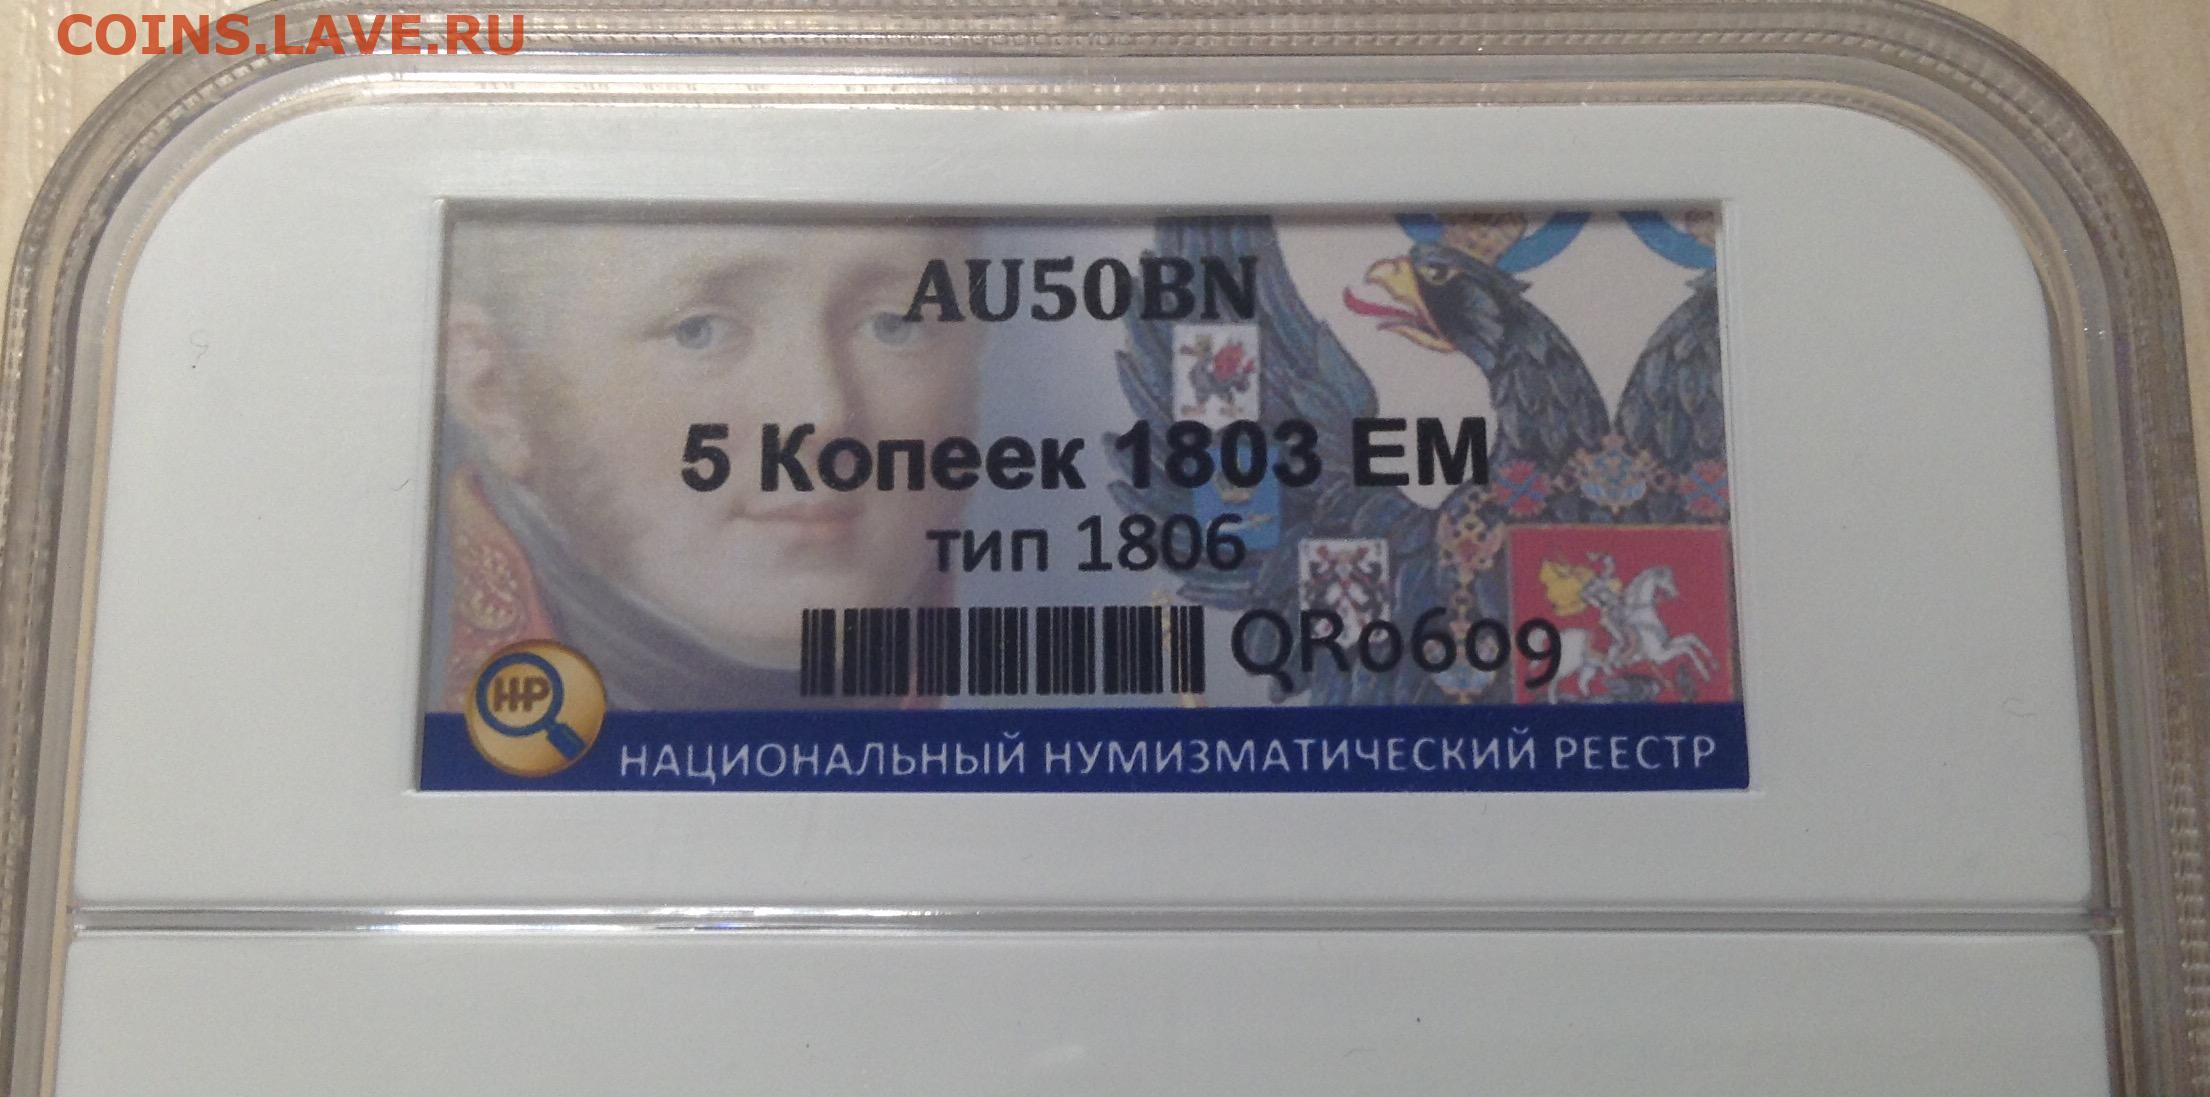 COINS.LAVE.RU
AU50BN
5 Копеек 1803 ЕМ
тип 1806
QR0609
НР
НАЦИОНАЛЬНЫЙ НУМИЗМАТИЧЕСКИЙ РЕЕСТР